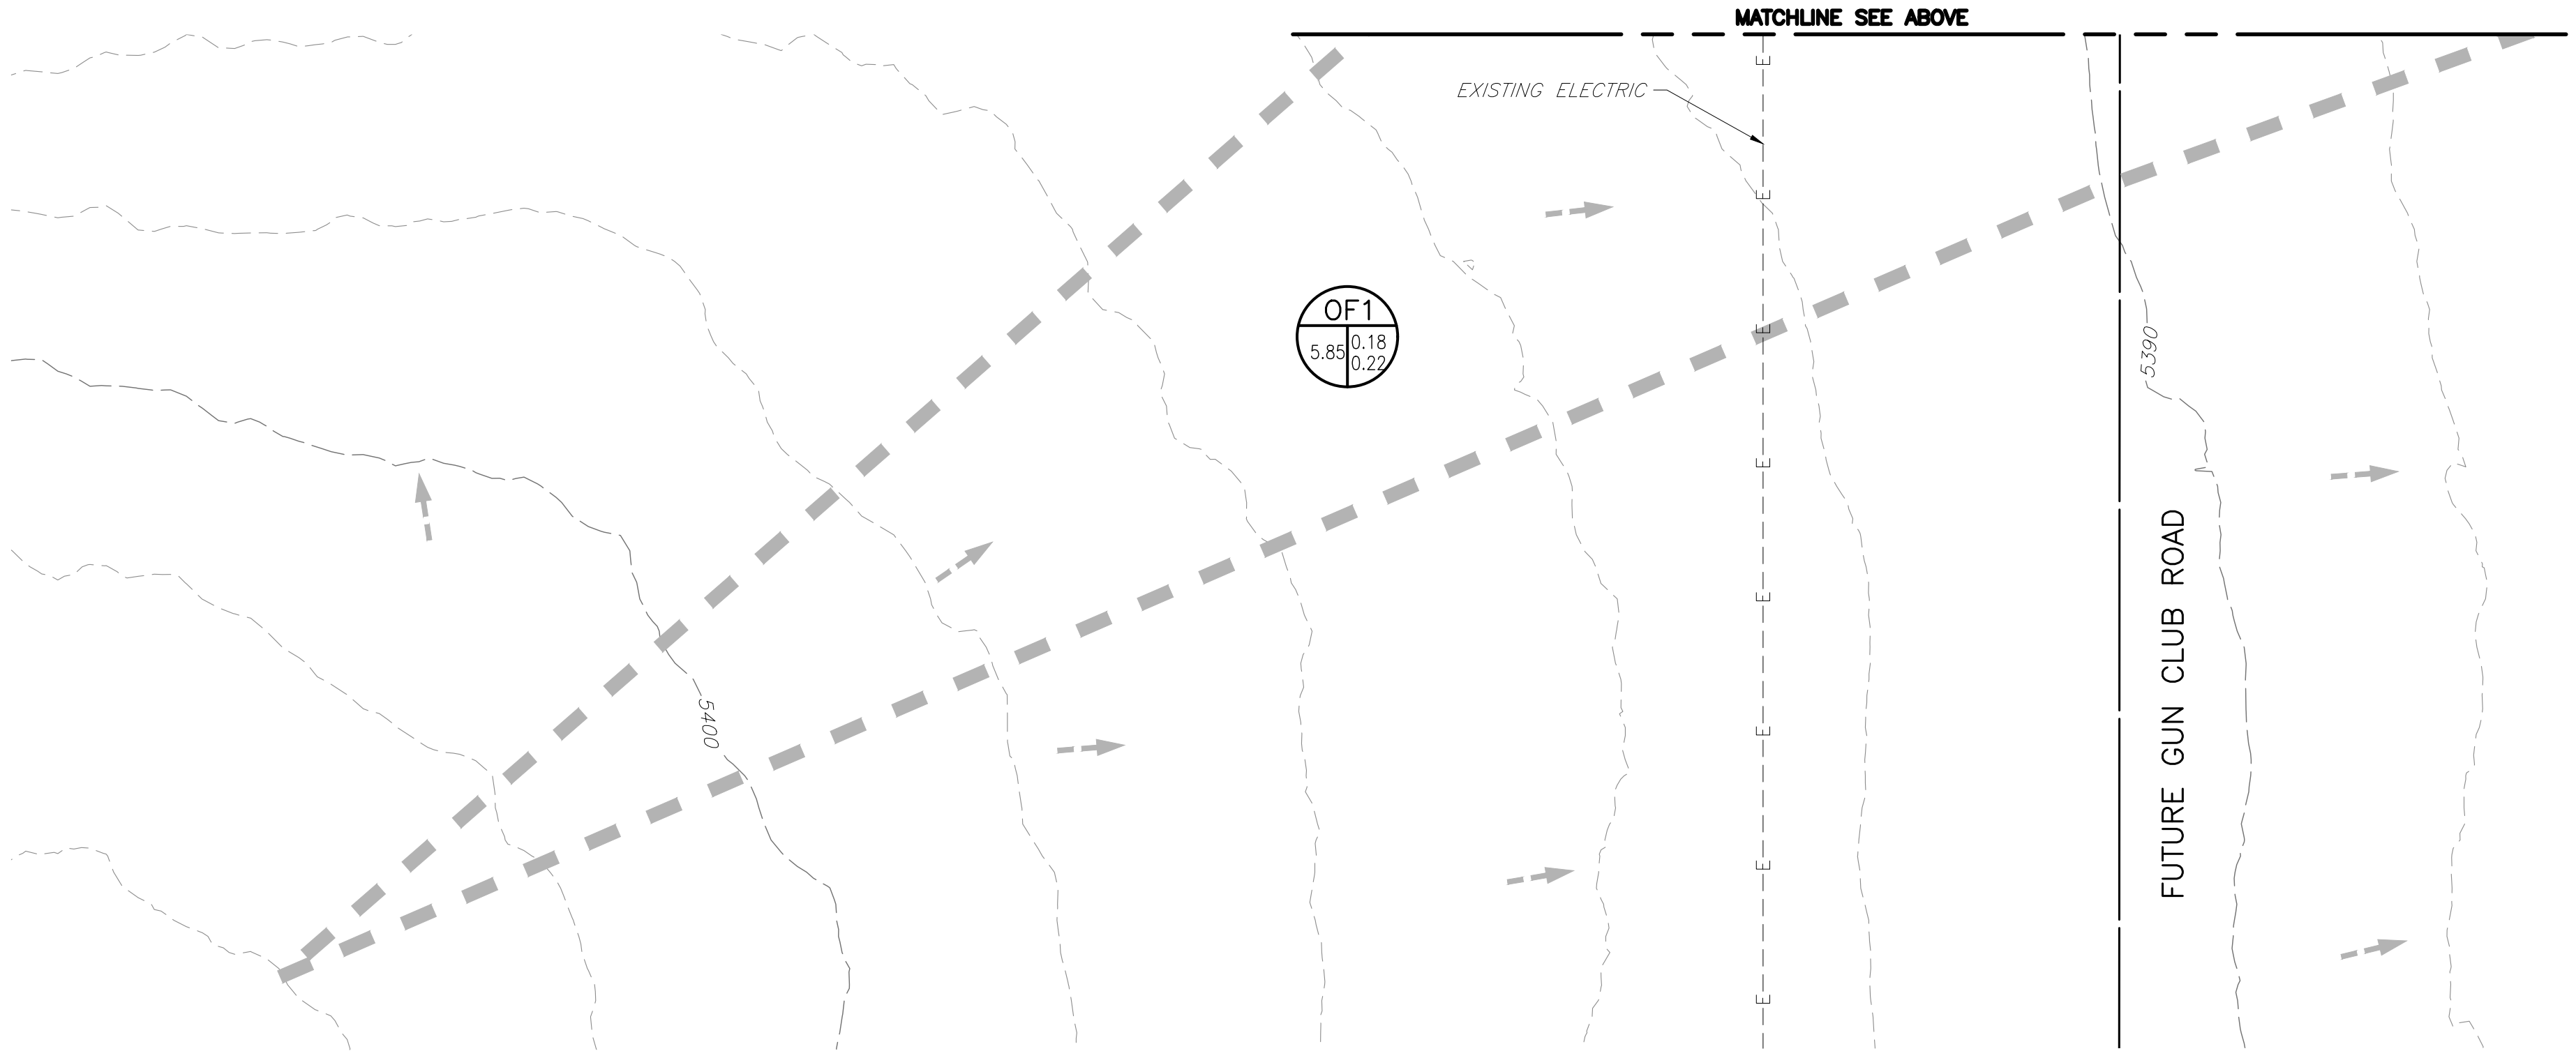 MATCHLINE SEE ABOVE
EXISTING ELECTRIC
OF1
5.85
0.18
0.22
5390
5400
FUTURE GUN CLUB ROAD